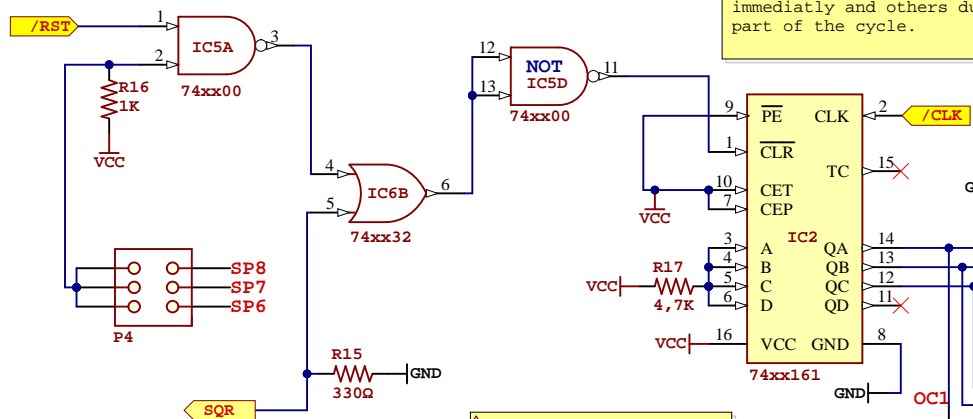 immediatly and others du
part of the cycle.
/RST
1
2
IC5A
3
74xx00
R16
1K
VCC
12
13
NOT
IC5D
11
74xx00
4
5
IC6B
6
74xx32
9
PE
CLK
2
/CLK
1
CLR
TC
15
10
CET
7
CEP
VCC
IC2
3
A
QA
14
4
B
QB
13
5
C
QC
12
6
D
QD
11
VCC
R17
4,7K
VCC
16
VCC
GND
8
74xx161
GND
OC1
SP8
SP7
SP6
P4
R15
330Ω
GND
SQR